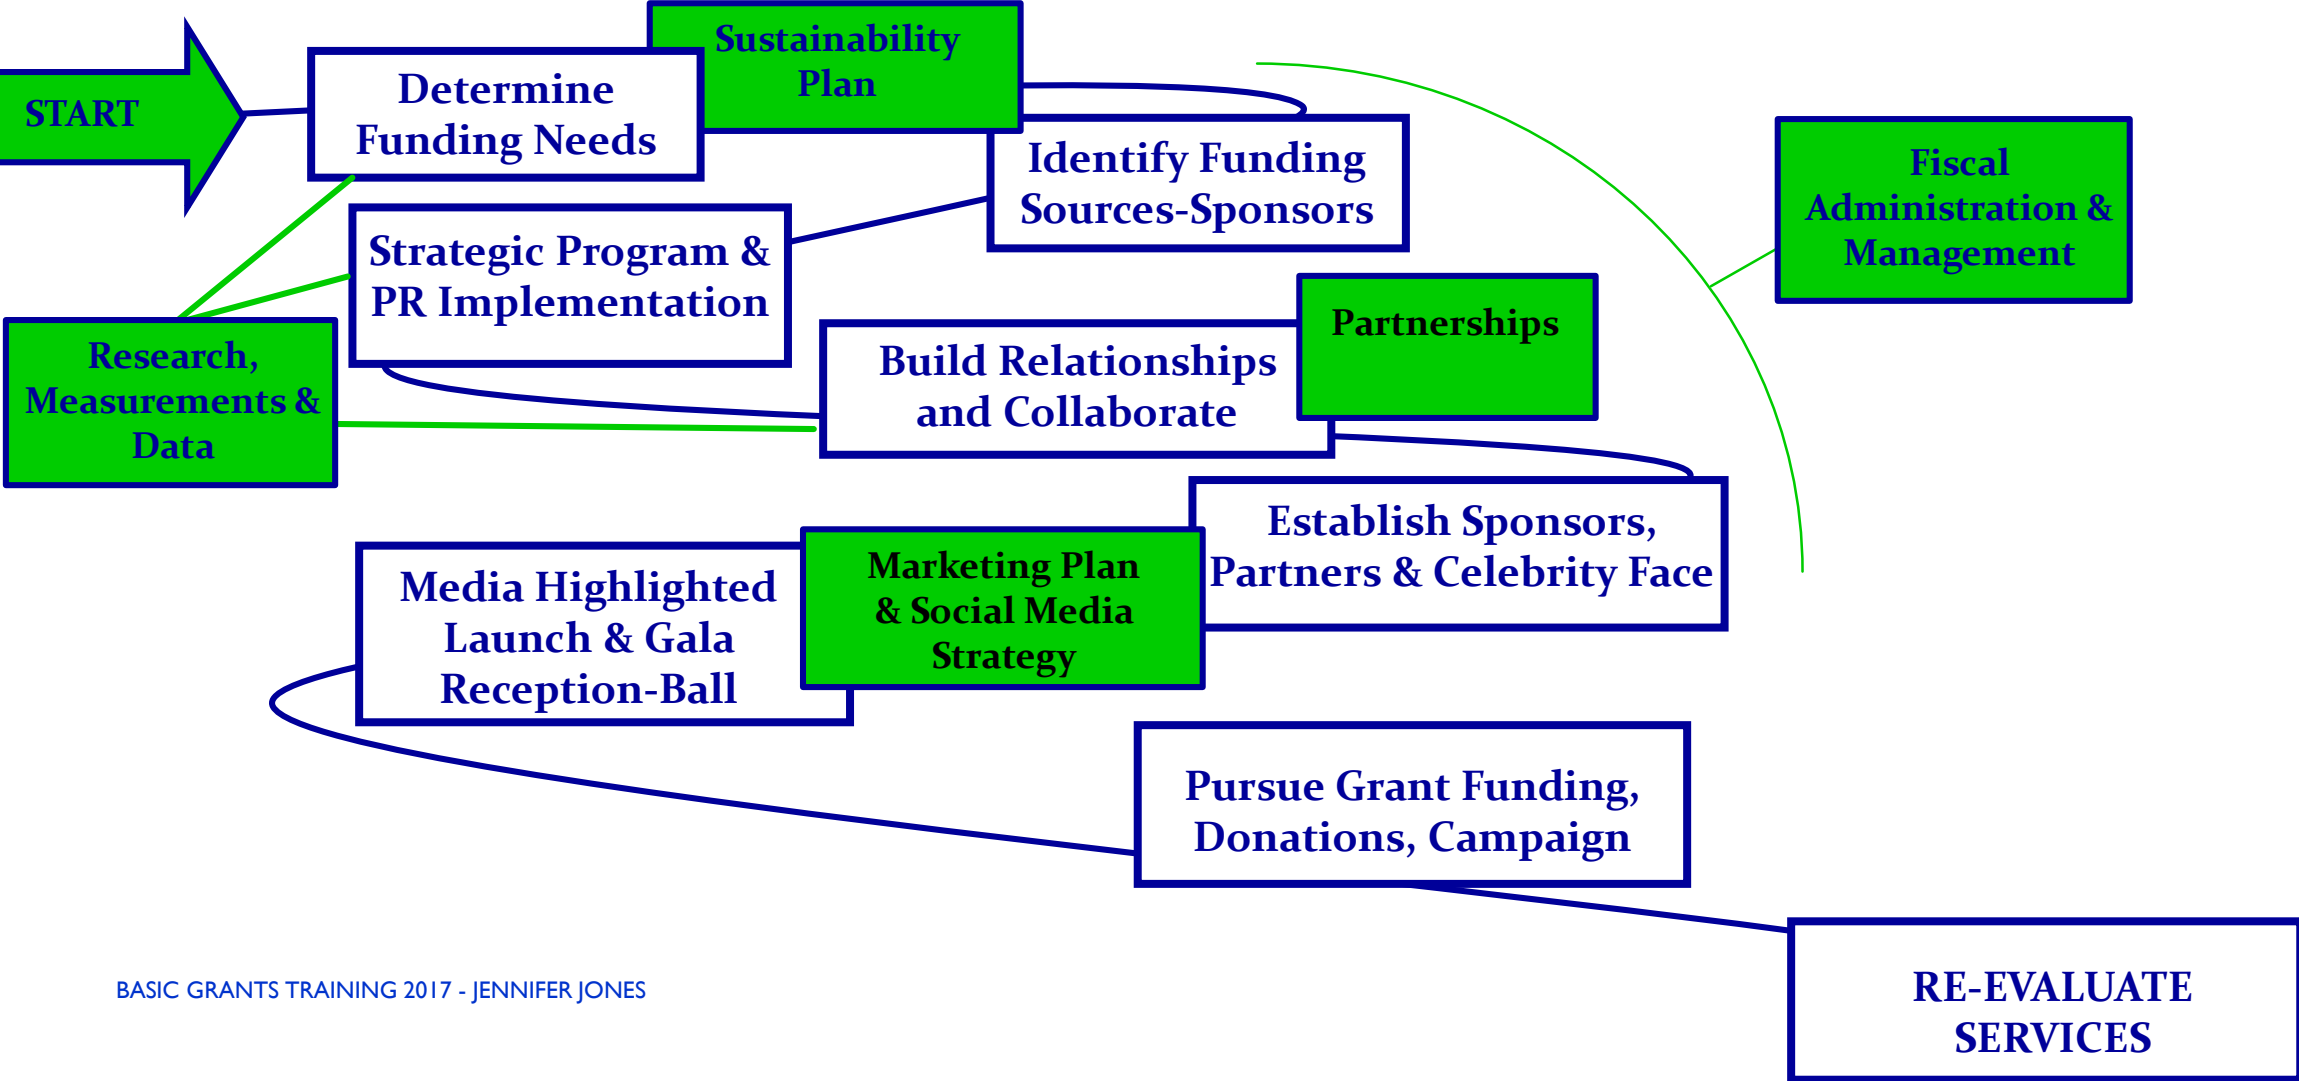 START
Determine
Funding Needs
Sustainability
Plan
Identify Funding
Sources-Sponsors
Fiscal
Administration &
Management
Strategic Program &
PR Implementation
Research,
Measurements &
Data
Build Relationships
and Collaborate
Partnerships
Establish Sponsors,
Partners & Celebrity Face
Marketing Plan
& Social Media
Strategy
Media Highlighted
Launch & Gala
Reception-Ball
Pursue Grant Funding,
Donations, Campaign
RE-EVALUATE
SERVICES
BASIC GRANTS TRAINING 2017 - JENNIFER JONES